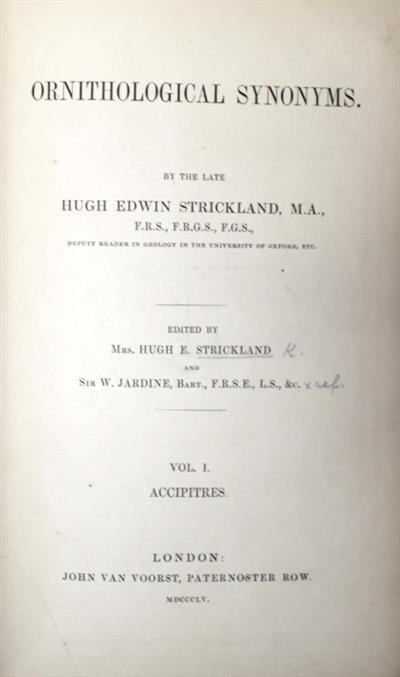 ORNITHOLOGICAL SYNONYMS.
BY THE LATE
HUGH EDWIN STRICKLAND, M.A.,
F.R.S., F.R.G.S., F.G.S.,
DEPUTY READER IN GEOLOGY IN THE UNIVERSITY OF OXFORD, ETC.
EDITED BY
MRS. HUGH E. STRICKLAND K.
AND
SIR W. JARDINE, BART., F.R.S.E., L.S., &c. x ref.
VOL. I.
ACCIPITRES.
LONDON:
JOHN VAN VOORST, PATERNOSTER ROW.
MDCCCLV.